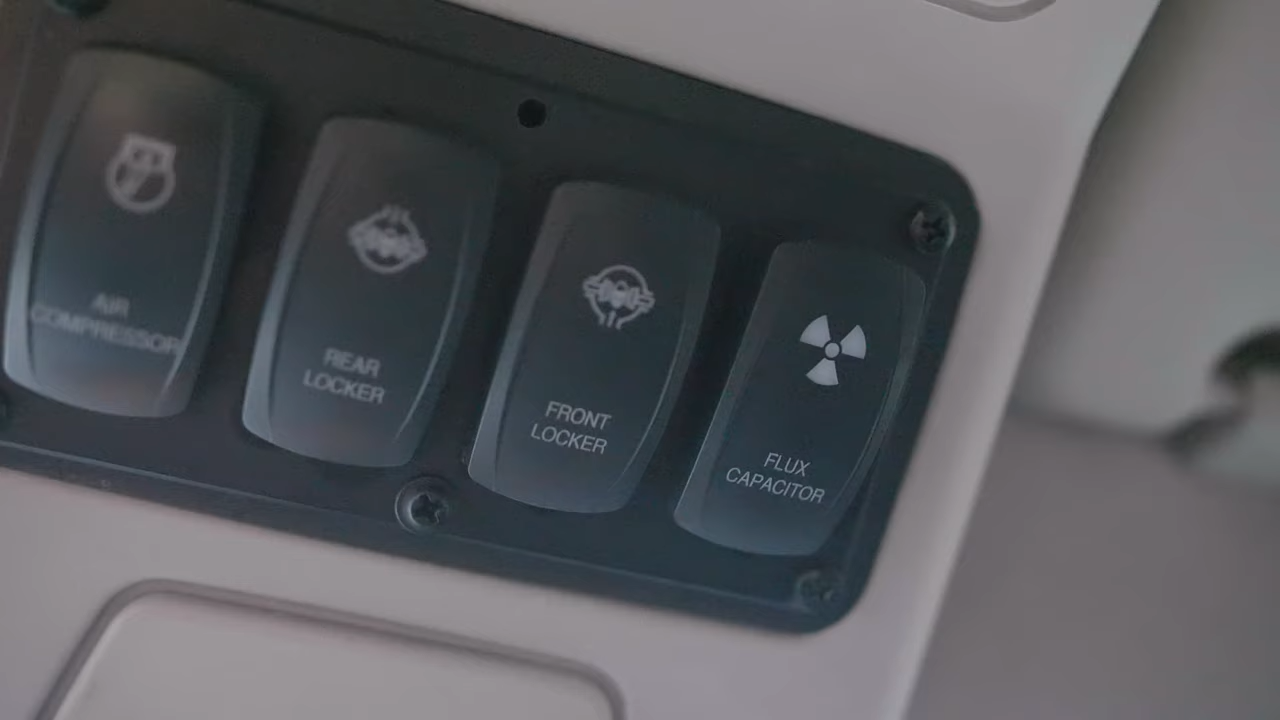 AIR
COMPRESSOR
REAR
LOCKER
FRONT
LOCKER
FLUX
CAPACITOR